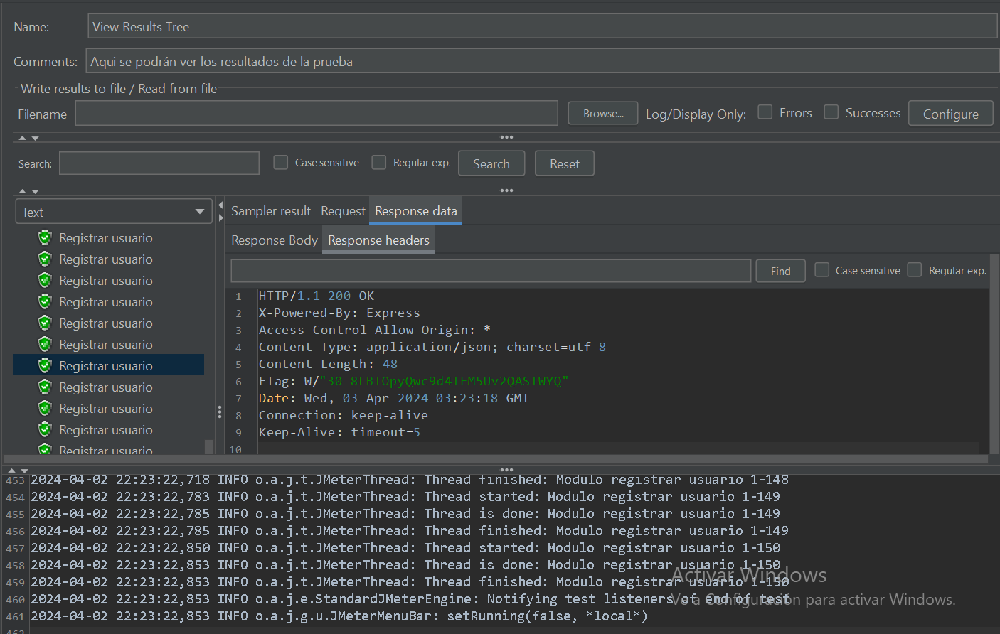 Name: View Results Tree
Comments: Aqui se podrán ver los resultados de la prueba
Write results to file / Read from file
Filename Browse... Log/Display Only: Errors Successes Configure
Search: Case sensitive Regular exp. Search Reset
Text
Sampler result Request Response data
Response Body Response headers
Find Case sensitive Regular exp.
Registrar usuario
Registrar usuario
Registrar usuario
Registrar usuario
Registrar usuario
Registrar usuario
Registrar usuario
Registrar usuario
Registrar usuario
Registrar usuario
Registrar usuario
1 HTTP/1.1 200 OK
2 X-Powered-By: Express
3 Access-Control-Allow-Origin: *
4 Content-Type: application/json; charset=utf-8
5 Content-Length: 48
6 ETag: W/"30-8LBTOpyQwc9d4TEM5Uv2QASIWYQ"
7 Date: Wed, 03 Apr 2024 03:23:18 GMT
8 Connection: keep-alive
9 Keep-Alive: timeout=5
10
453 2024-04-02 22:23:22,718 INFO o.a.j.t.JMeterThread: Thread finished: Modulo registrar usuario 1-148
454 2024-04-02 22:23:22,783 INFO o.a.j.t.JMeterThread: Thread started: Modulo registrar usuario 1-149
455 2024-04-02 22:23:22,785 INFO o.a.j.t.JMeterThread: Thread is done: Modulo registrar usuario 1-149
456 2024-04-02 22:23:22,785 INFO o.a.j.t.JMeterThread: Thread finished: Modulo registrar usuario 1-149
457 2024-04-02 22:23:22,850 INFO o.a.j.t.JMeterThread: Thread started: Modulo registrar usuario 1-150
458 2024-04-02 22:23:22,853 INFO o.a.j.t.JMeterThread: Thread is done: Modulo registrar usuario 1-150
459 2024-04-02 22:23:22,853 INFO o.a.j.t.JMeterThread: Thread finished: Modulo registrar usuario 1-150
460 2024-04-02 22:23:22,853 INFO o.a.j.e.StandardJMeterEngine: Notifying test listeners of end of test
461 2024-04-02 22:23:22,853 INFO o.a.j.g.u.JMeterMenuBar: setRunning(false, *local*)
462
Activar Windows
Ve a Configuración para activar Windows.